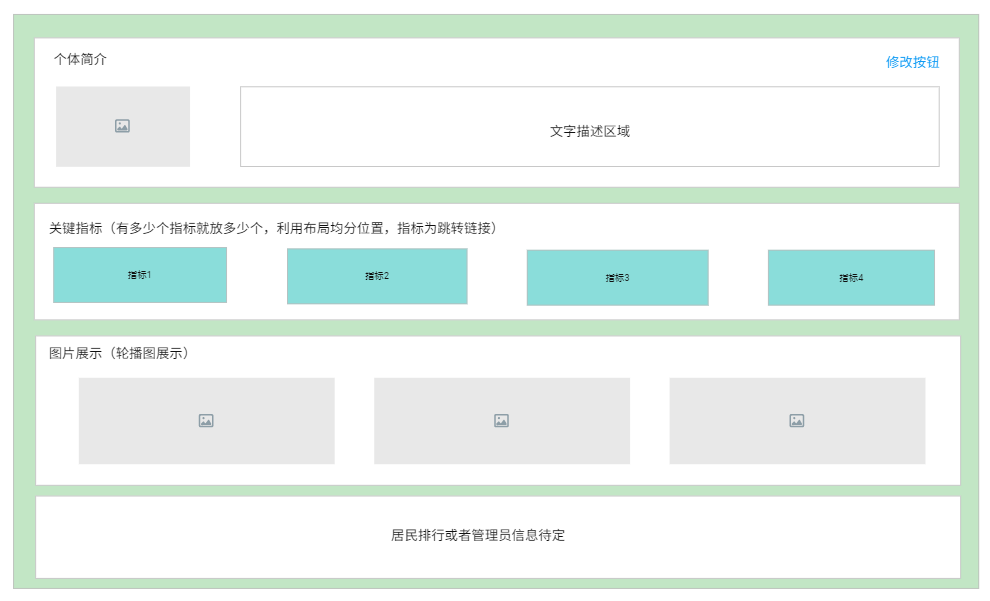 个体简介
修改按钮
文字描述区域
关键指标（有多少个指标就放多少个，利用布局均分位置，指标为跳转链接）
指标1
指标2
指标3
指标4
图片展示（轮播图展示）
居民排行或者管理员信息待定